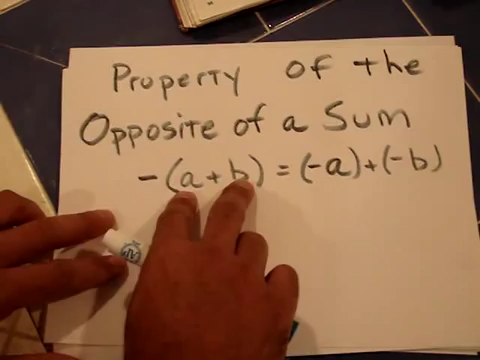 Property of the
Opposite of a Sum
-(a+b) = (-a)+(-b)